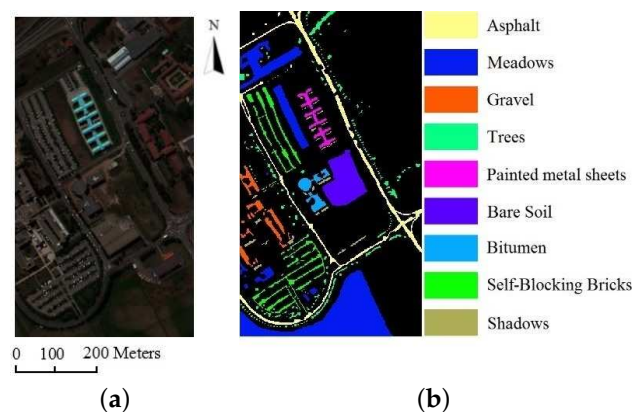 N
Asphalt
Meadows
Gravel
Trees
Painted metal sheets
Bare Soil
Bitumen
Self-Blocking Bricks
Shadows
0 100 200 Meters
(a) (b)